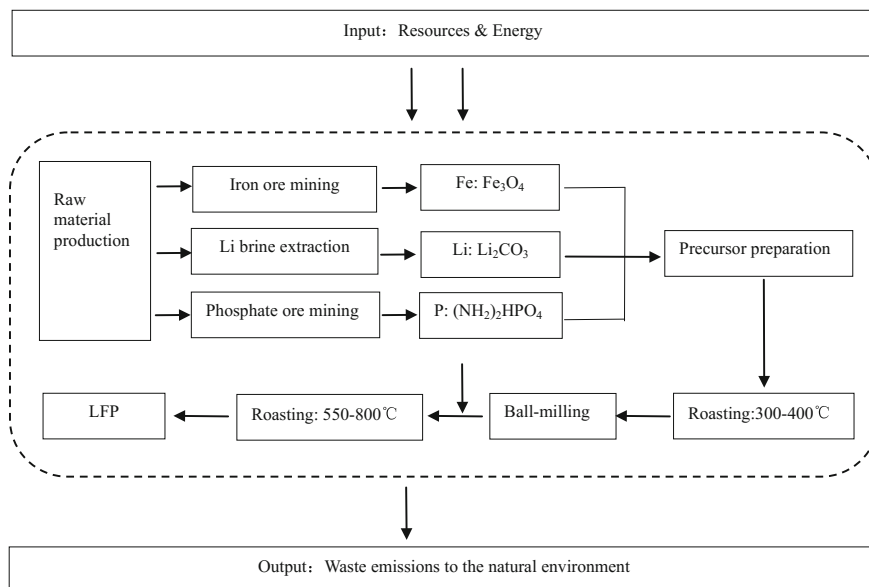 Input：Resources & Energy
Raw
material
production
Iron ore mining
Fe: Fe₃O₄
Li brine extraction
Li: Li₂CO₃
Precursor preparation
Phosphate ore mining
P: (NH₂)₂HPO₄
LFP
Roasting: 550-800℃
Ball-milling
Roasting:300-400℃
Output：Waste emissions to the natural environment